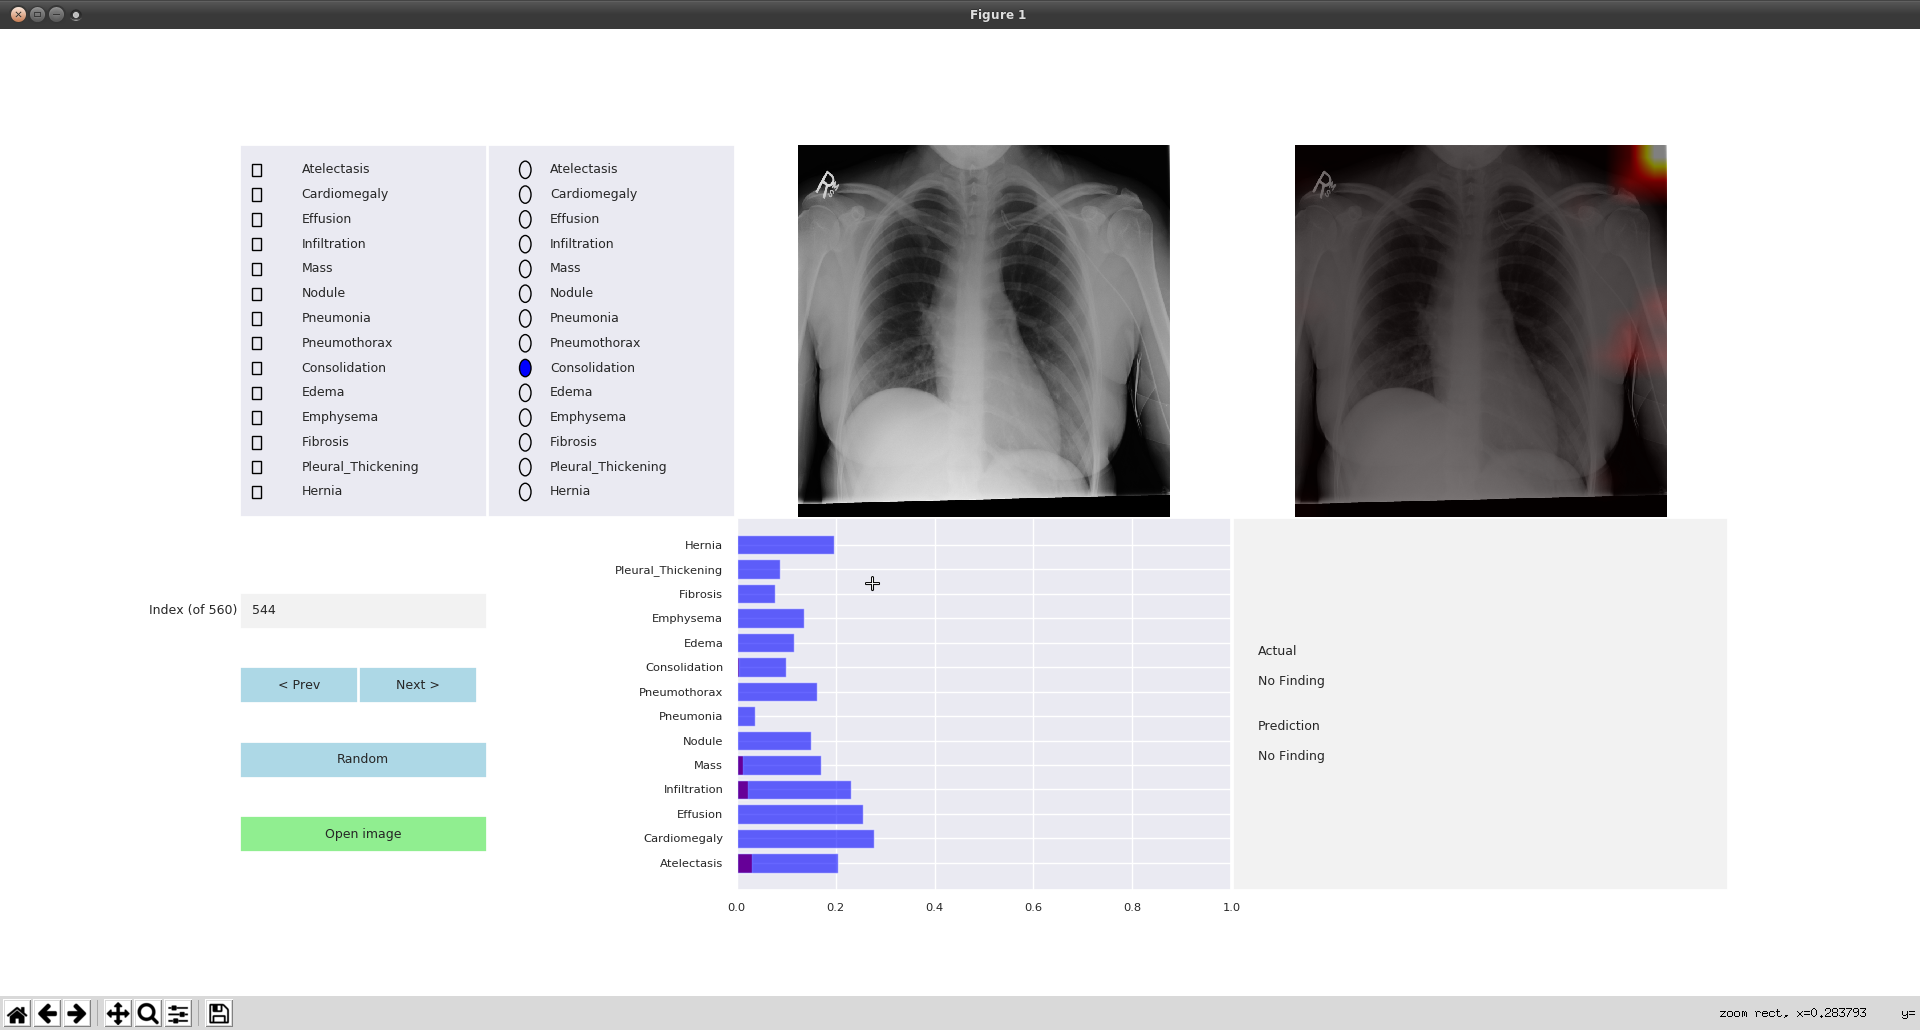 Figure 1
Atelectasis
Cardiomegaly
Effusion
Infiltration
Mass
Nodule
Pneumonia
Pneumothorax
Consolidation
Edema
Emphysema
Fibrosis
Pleural_Thickening
Hernia
Atelectasis
Cardiomegaly
Effusion
Infiltration
Mass
Nodule
Pneumonia
Pneumothorax
Consolidation
Edema
Emphysema
Fibrosis
Pleural_Thickening
Hernia
R
R
Index (of 560) 544
< Prev Next >
Random
Open image
Hernia
Pleural_Thickening
Fibrosis
Emphysema
Edema
Consolidation
Pneumothorax
Pneumonia
Nodule
Mass
Infiltration
Effusion
Cardiomegaly
Atelectasis
0.0 0.2 0.4 0.6 0.8 1.0
Actual
No Finding
Prediction
No Finding
zoom rect, x=0.283793 y=